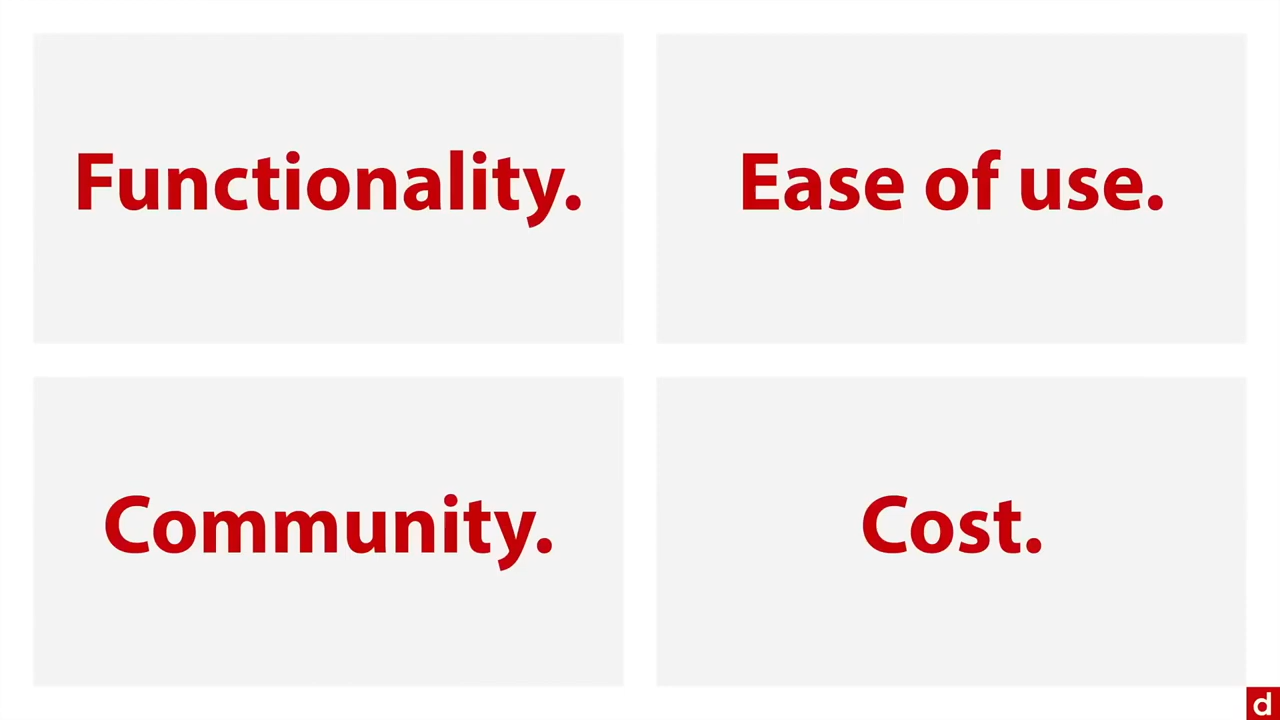 Functionality.
Ease of use.
Community.
Cost.
d